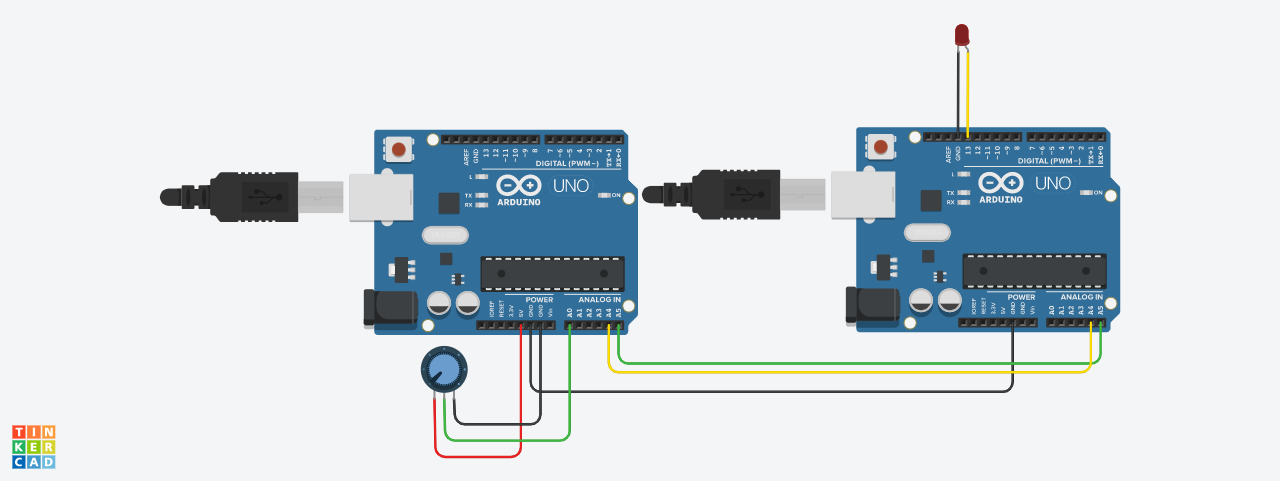 AREF
GND
13
12
~11
~10
~9
8
7
~6
~5
4
~3
2
TX→1
RX←0
DIGITAL (PWM~)
L
TX
RX
UNO
ARDUINO
ON
POWER
ANALOG IN
IOREF
RESET
3.3V
5V
GND
GND
Vin
A0
A1
A2
A3
A4
A5
AREF
GND
13
12
~11
~10
~9
8
7
~6
~5
4
~3
2
TX→1
RX←0
DIGITAL (PWM~)
L
TX
RX
UNO
ARDUINO
ON
POWER
ANALOG IN
IOREF
RESET
3.3V
5V
GND
GND
Vin
A0
A1
A2
A3
A4
A5
TIN
KER
CAD